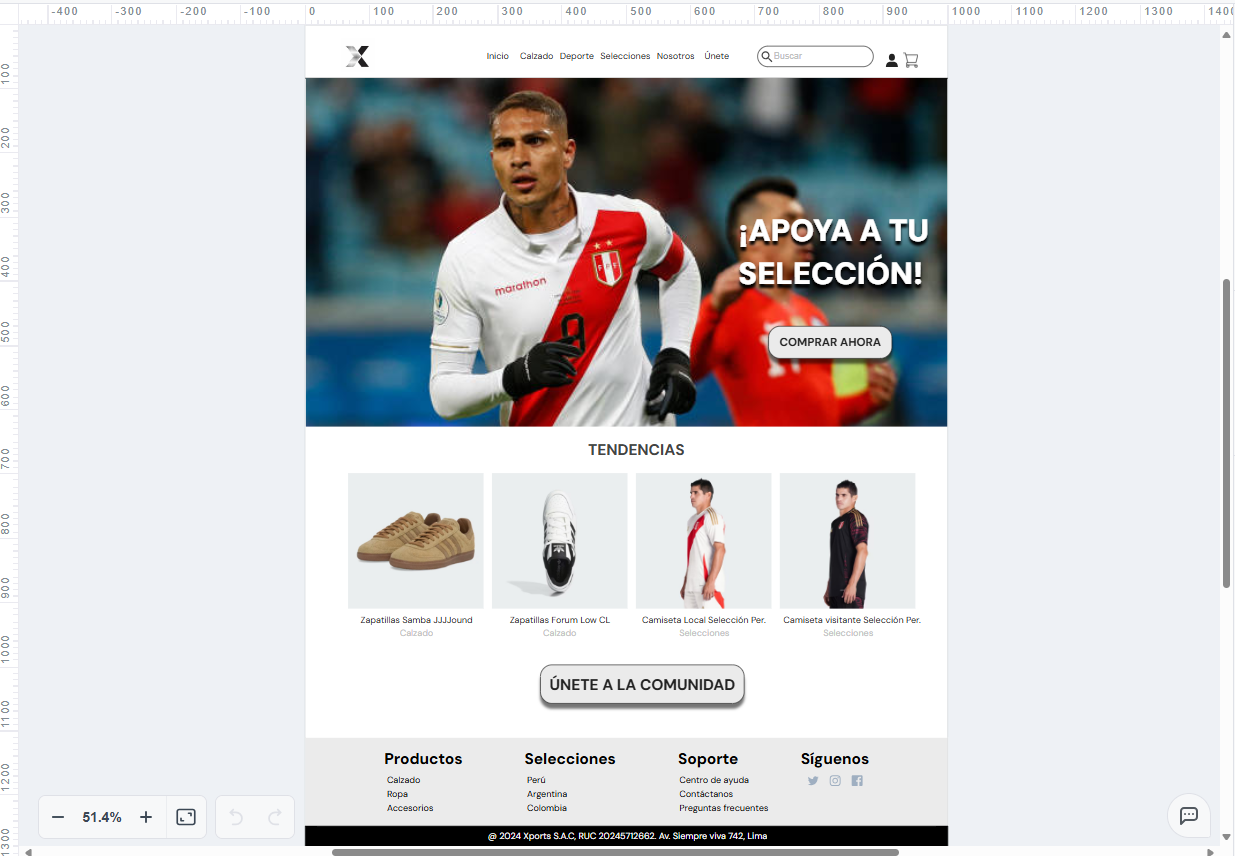 -400 -300 -200 -100 0 100 200 300 400 500 600 700 800 900 1000 1100 1200 1300 1400
X
Inicio Calzado Deporte Selecciones Nosotros Únete
Buscar
¡APOYA A TU
SELECCIÓN!
marathon
FPF
9
COMPRAR AHORA
TENDENCIAS
Zapatillas Samba JJJJound
Calzado
Zapatillas Forum Low CL
Calzado
Camiseta Local Selección Per.
Selecciones
Camiseta visitante Selección Per.
Selecciones
ÚNETE A LA COMUNIDAD
Productos
Calzado
Ropa
Accesorios
Selecciones
Perú
Argentina
Colombia
Soporte
Centro de ayuda
Contáctanos
Preguntas frecuentes
Síguenos
@ 2024 Xports S.A.C, RUC 20245712662. Av. Siempre viva 742, Lima
51.4%
100
200
300
400
500
600
700
800
900
1000
1100
1200
1300